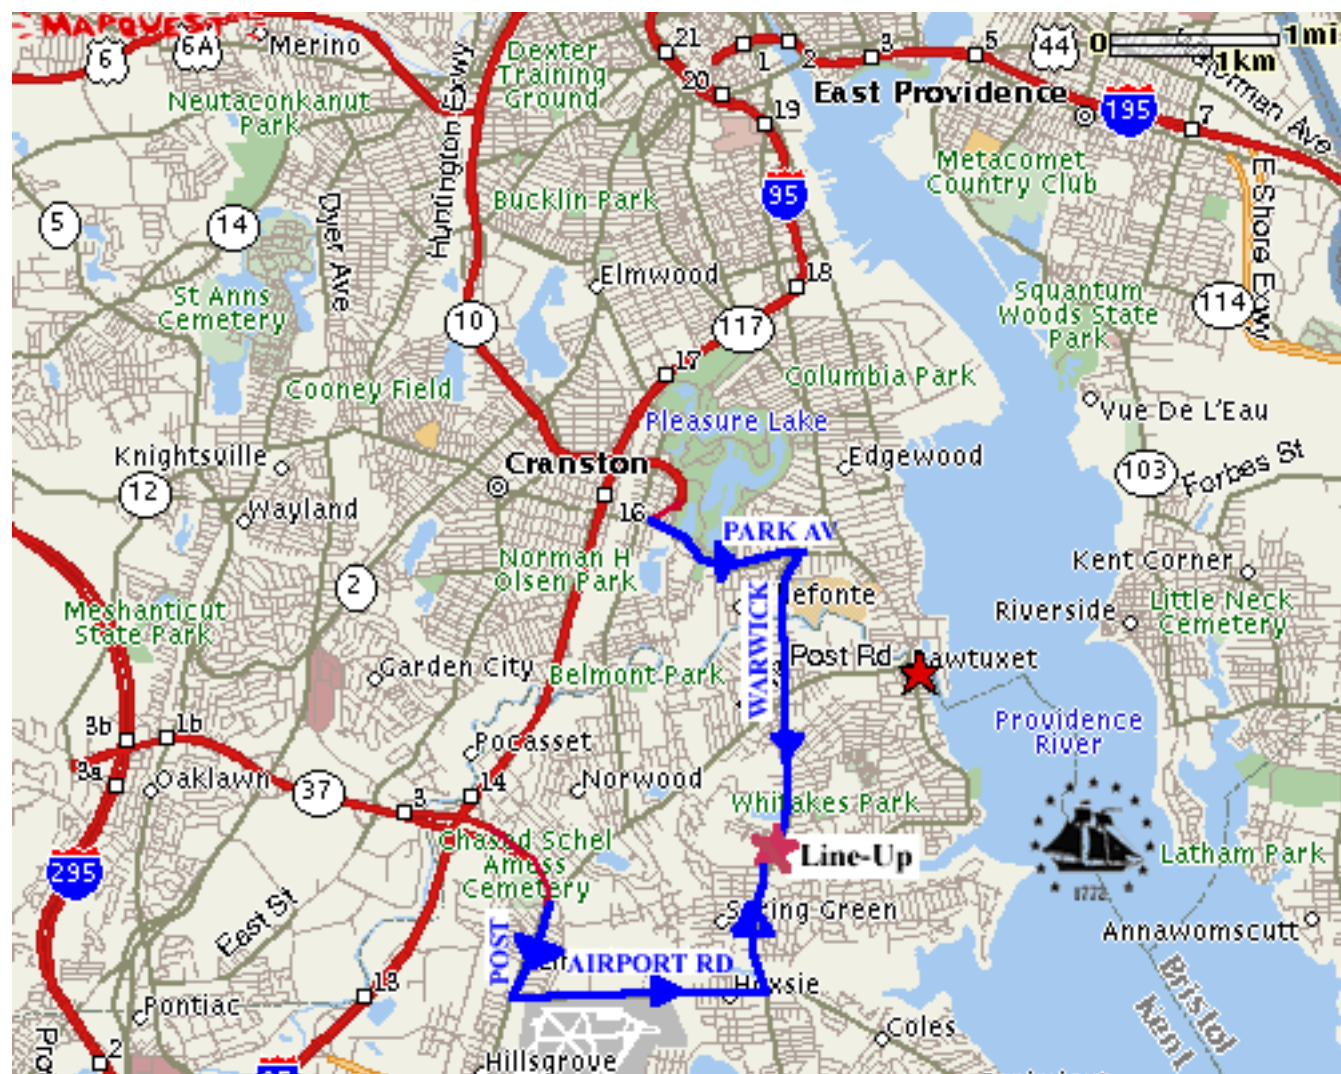 MAPQUEST
6
6A
Merino
Huntington Expwy
Dexter
Training
Ground
21
20
1
2
3
5
44
0
1mi
1km
East Providence
195
7
19
Neutaconkanut
Park
Metacomet
Country Club
E Shore Expwy
5
14
Dyer Ave
Bucklin Park
95
Elmwood
18
St Anns
Cemetery
10
117
Squantum
Woods State
Park
114
17
Cooney Field
Columbia Park
Pleasure Lake
Vue De L'Eau
Knightsville
Cranston
Edgewood
103
Forbes St
12
Wayland
16
PARK AV
Norman H
Olsen Park
2
Kent Corner
Meshanticut
State Park
WARWICK
efonte
Riverside
Little Neck
Cemetery
Garden City
Belmont Park
Post Rd
awtuxet
3b
1b
Providence
River
3a
Oaklawn
Pocasset
37
3
14
Norwood
Park
295
Cemetery
Line-Up
1772
Latham Park
East St
POST
Green
Annawomscutt
AIRPORT RD
13
Pontiac
Coles
Bristol
Kent
2
Hillsgrove